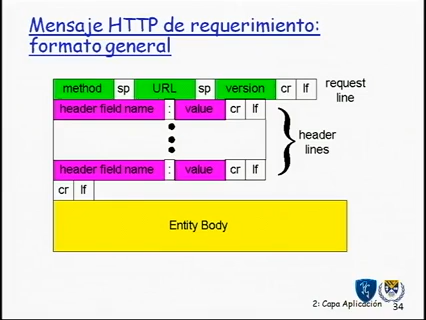 Mensaje HTTP de requerimiento:
formato general
method sp URL sp version cr lf request line
header field name : value cr lf
header lines
header field name : value cr lf
cr lf
Entity Body
2: Capa Aplicación 34